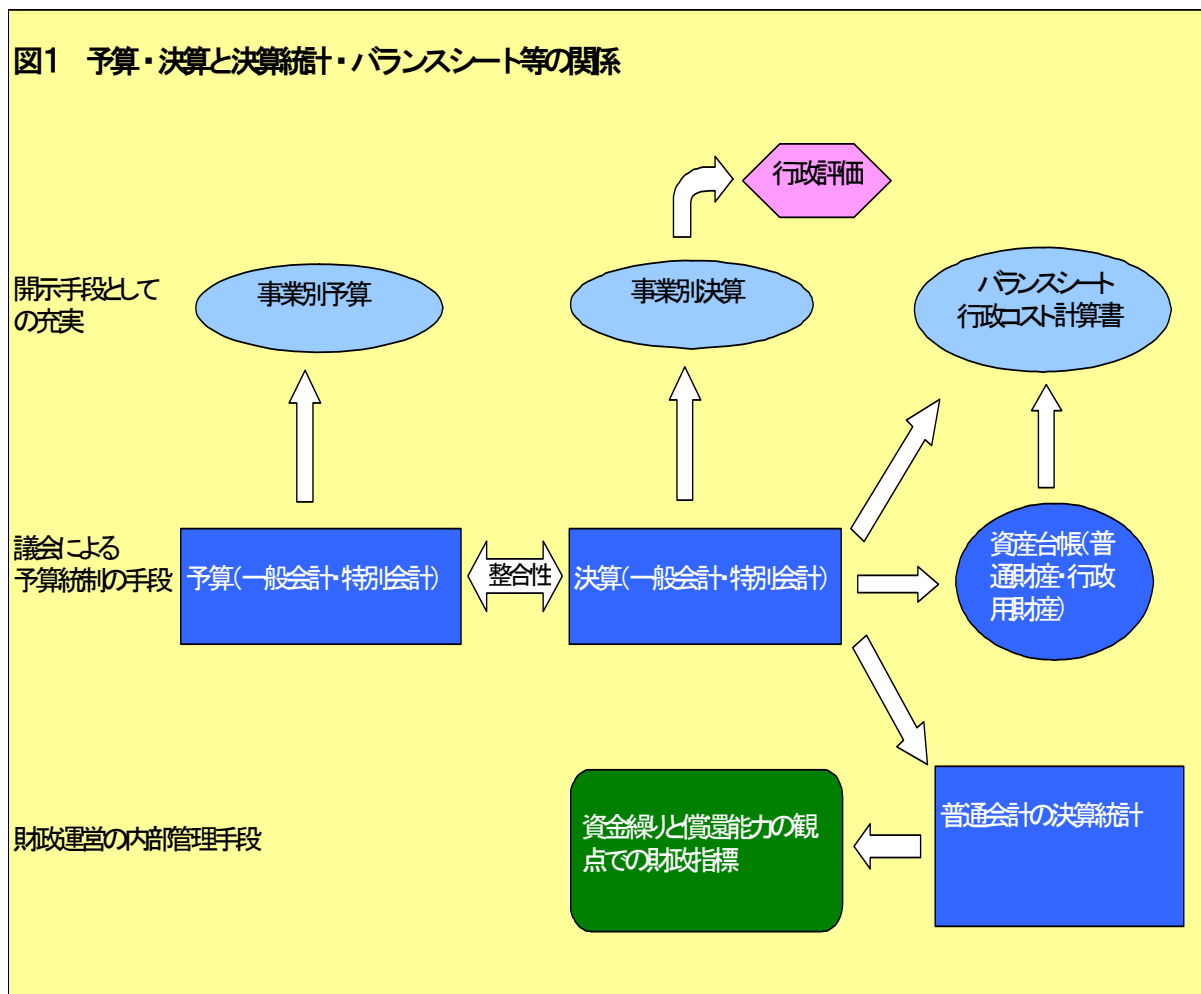 図1　予算・決算と決算統計・バランスシート等の関係
行政評価
開示手段として
の充実
事業別予算
事業別決算
バランスシート
行政コスト計算書
議会による
予算統制の手段
予算(一般会計・特別会計)
整合性
決算(一般会計・特別会計)
資産台帳(普
通財産・行政
用財産)
財政運営の内部管理手段
資金繰りと償還能力の観
点での財政指標
普通会計の決算統計